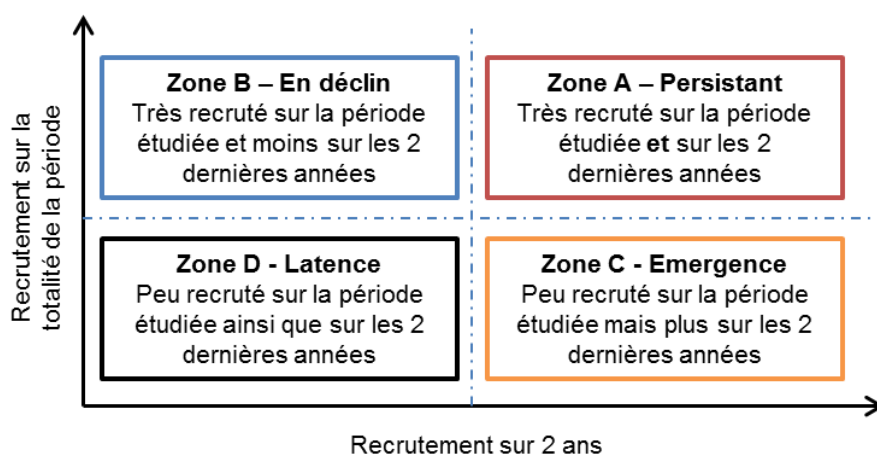 Zone B – En déclin
Très recruté sur la période
étudiée et moins sur les 2
dernières années
Zone A – Persistant
Très recruté sur la période
étudiée et sur les 2
dernières années
Recrutement sur la
totalité de la période
Zone D - Latence
Peu recruté sur la période
étudiée ainsi que sur les 2
dernières années
Zone C - Emergence
Peu recruté sur la période
étudiée mais plus sur les 2
dernières années
Recrutement sur 2 ans